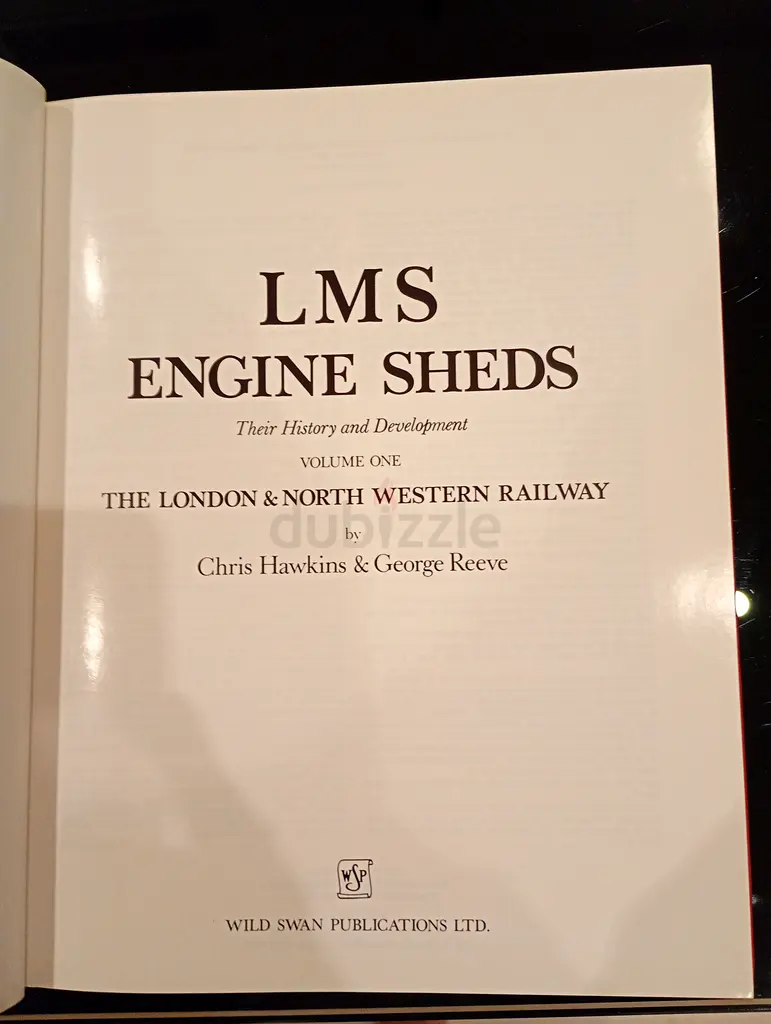 LMS
ENGINE SHEDS
Their History and Development
VOLUME ONE
THE LONDON & NORTH WESTERN RAILWAY
dubizzle
by
Chris Hawkins & George Reeve
WSP
WILD SWAN PUBLICATIONS LTD.